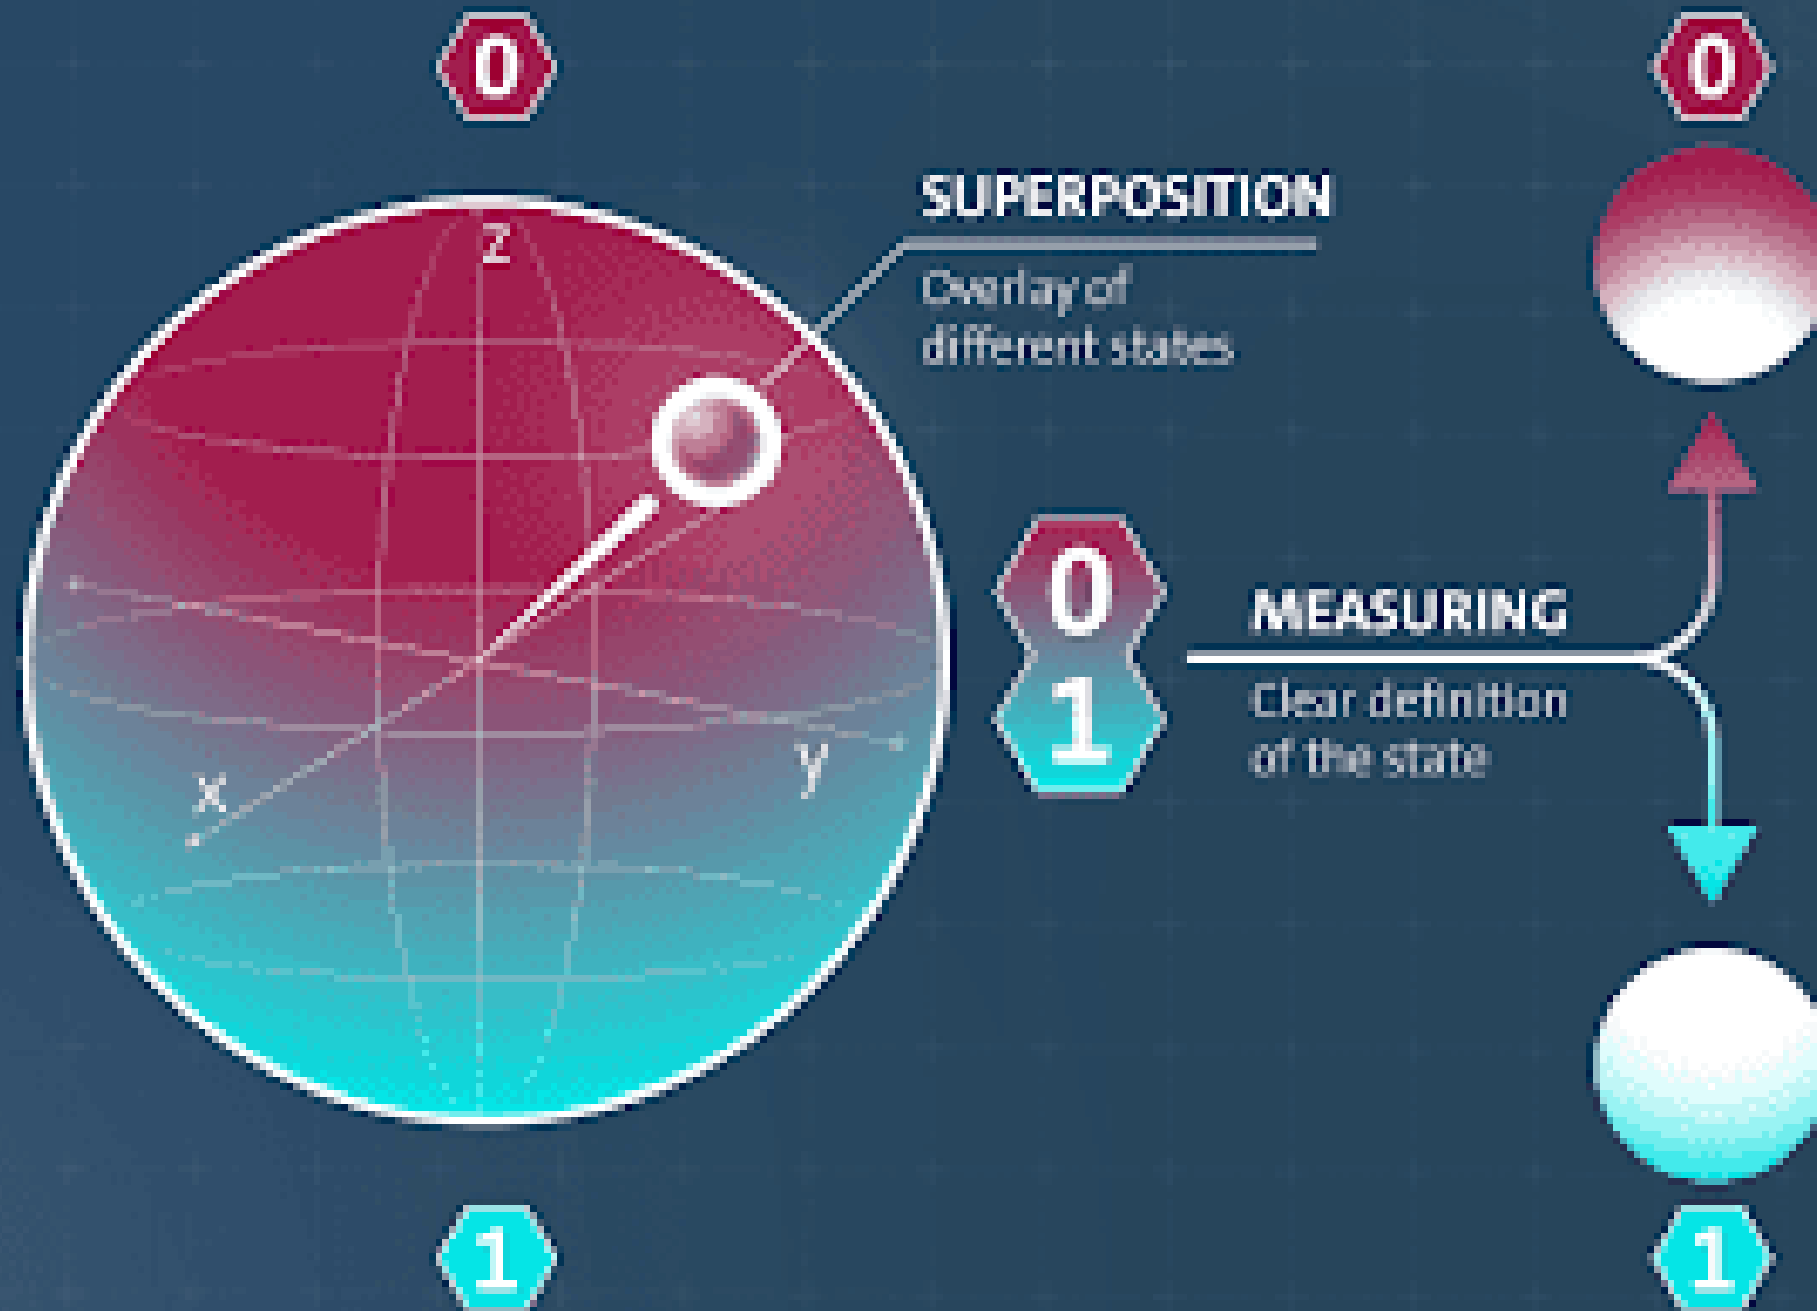 0
0
SUPERPOSITION
z
Overlay of
different states
0
MEASURING
1
Clear definition
of the state
y
x
1
1